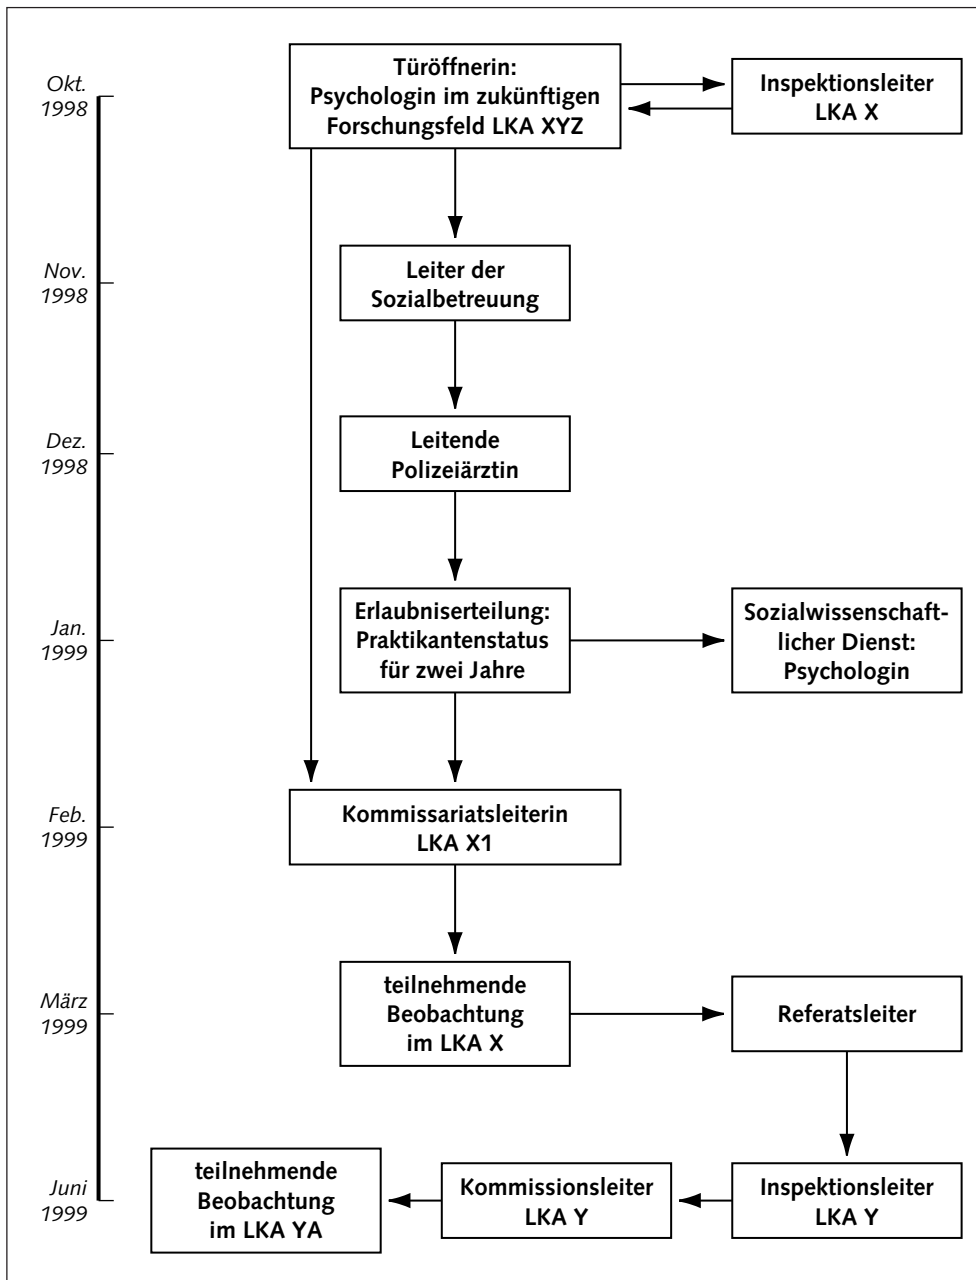 Okt.
1998
Türöffnerin:
Psychologin im zukünftigen
Forschungsfeld LKA XYZ
Inspektionsleiter
LKA X
Nov.
1998
Leiter der
Sozialbetreuung
Dez.
1998
Leitende
Polizeiärztin
Jan.
1999
Erlaubniserteilung:
Praktikantenstatus
für zwei Jahre
Sozialwissenschaft-
licher Dienst:
Psychologin
Feb.
1999
Kommissariatsleiterin
LKA X1
März
1999
teilnehmende
Beobachtung
im LKA X
Referatsleiter
Juni
1999
teilnehmende
Beobachtung
im LKA YA
Kommissionsleiter
LKA Y
Inspektionsleiter
LKA Y